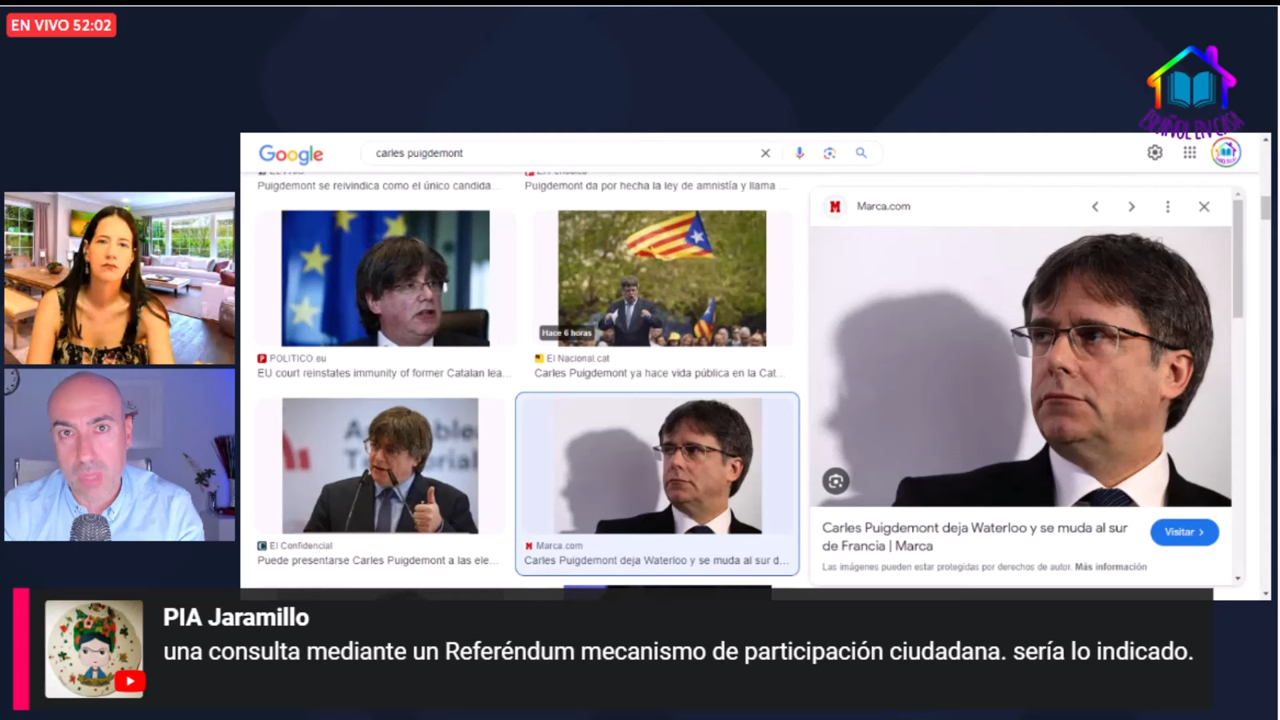 EN VIVO 52:02
ESPAÑOL EN CASA
Google
carles puigdemont
Puigdemont se reivindica como el único candida...
Puigdemont da por hecha la ley de amnistía y llama ...
Marca.com
Hace 6 horas
POLITICO.eu
EU court reinstates immunity of former Catalan lea...
El Nacional.cat
Carles Puigdemont ya hace vida pública en la Cat...
El Confidencial
Puede presentarse Carles Puigdemont a las ele...
Marca.com
Carles Puigdemont deja Waterloo y se muda al sur d...
Carles Puigdemont deja Waterloo y se muda al sur
de Francia | Marca
Visitar
Las imágenes pueden estar protegidas por derechos de autor. Más información
PIA Jaramillo
una consulta mediante un Referéndum mecanismo de participación ciudadana. sería lo indicado.